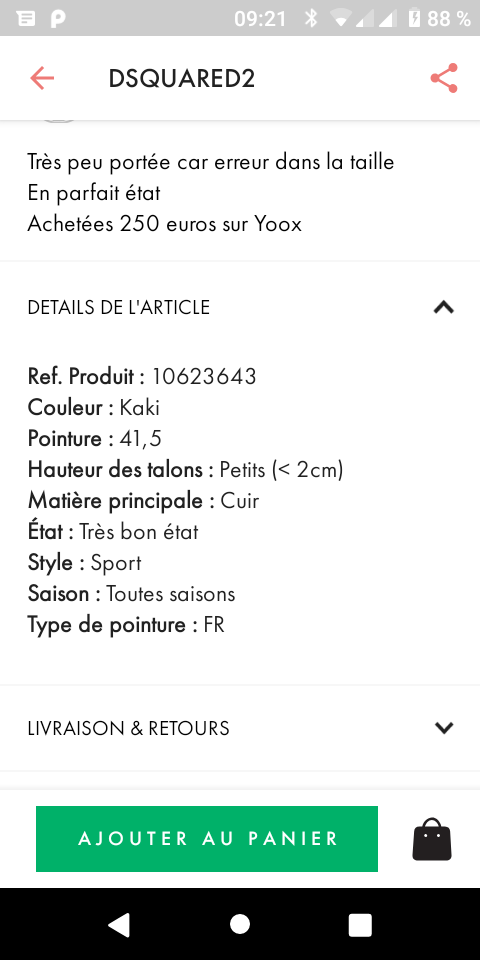 09:21 88 %
DSQUARED2
Très peu portée car erreur dans la taille
En parfait état
Achetées 250 euros sur Yoox
DETAILS DE L'ARTICLE
Ref. Produit : 10623643
Couleur : Kaki
Pointure : 41,5
Hauteur des talons : Petits (< 2cm)
Matière principale : Cuir
État : Très bon état
Style : Sport
Saison : Toutes saisons
Type de pointure : FR
LIVRAISON & RETOURS
AJOUTER AU PANIER